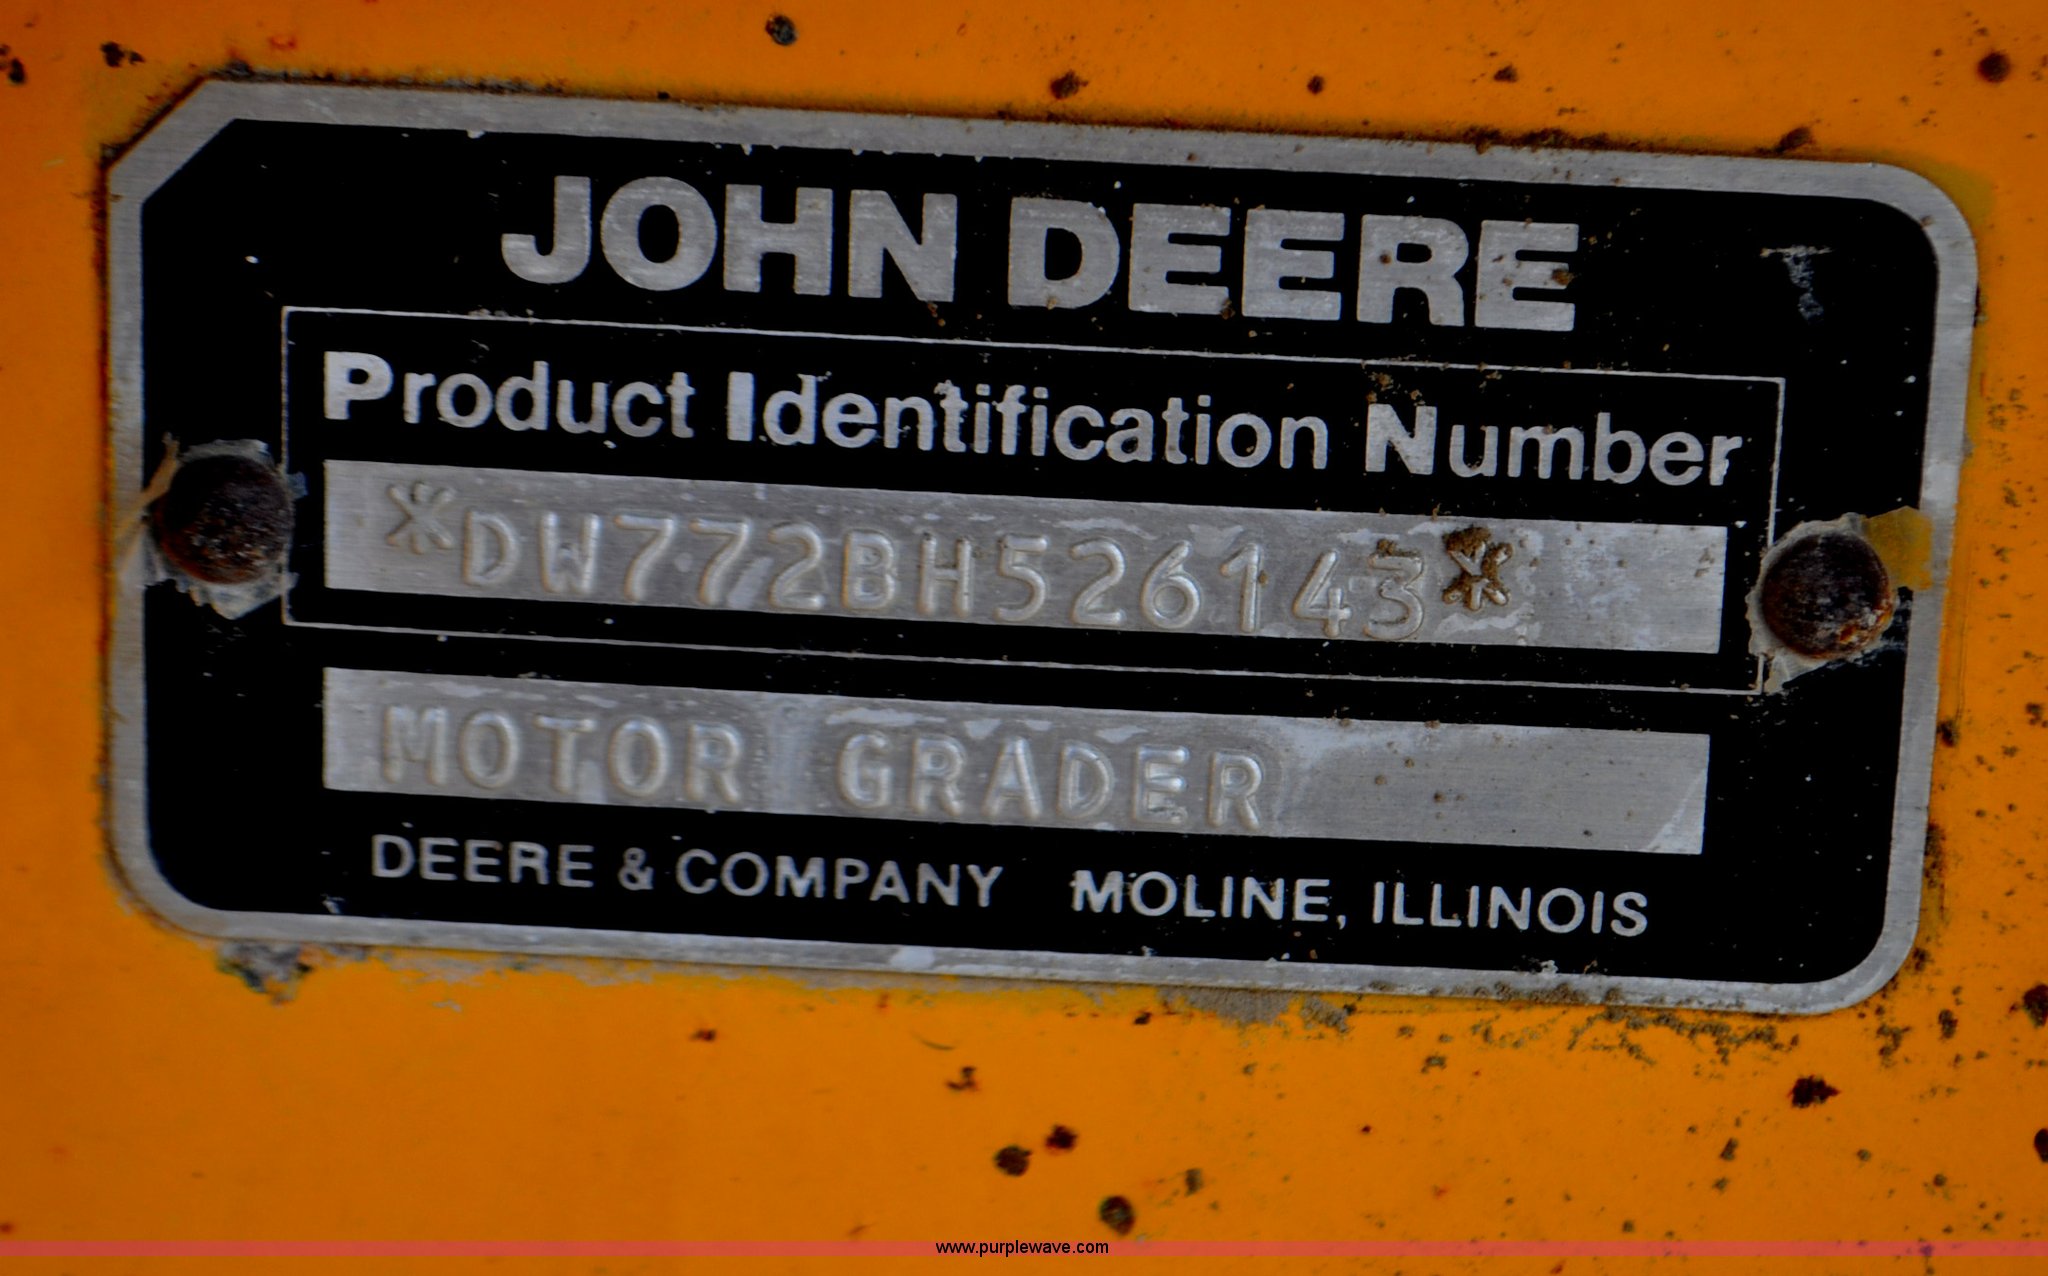 JOHN DEERE
Product Identification Number
*DW772BH526143*
MOTOR GRADER
DEERE & COMPANY MOLINE, ILLINOIS
www.purplewave.com